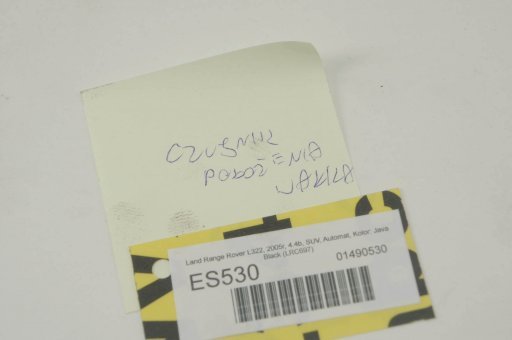 CZUJNIK
POŁOŻENIA
WAŁKA
Land Range Rover L322, 2005r, 4.4b, SUV, Automat, Kolor: Java
Black (LRC697)
ES530
01490530